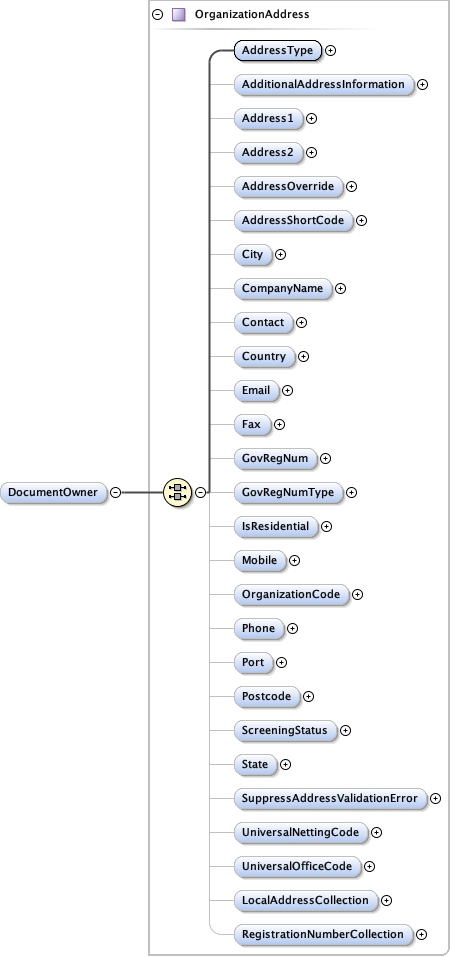 OrganizationAddress
AddressType
AdditionalAddressInformation
Address1
Address2
AddressOverride
AddressShortCode
City
CompanyName
Contact
Country
Email
Fax
GovRegNum
DocumentOwner
GovRegNumType
IsResidential
Mobile
OrganizationCode
Phone
Port
Postcode
ScreeningStatus
State
SuppressAddressValidationError
UniversalNettingCode
UniversalOfficeCode
LocalAddressCollection
RegistrationNumberCollection